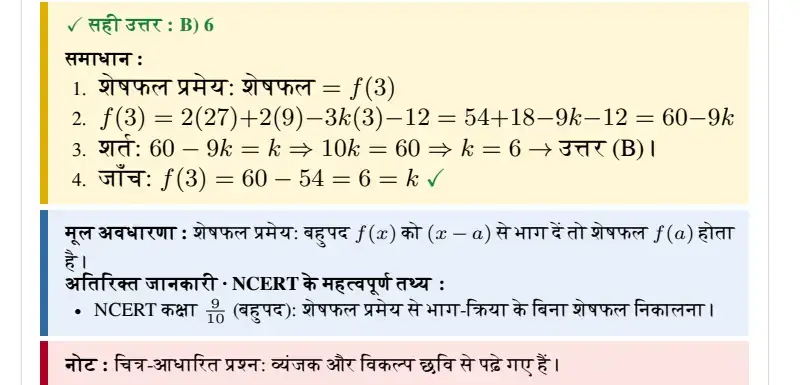 ✓ सही उत्तर : B) 6
समाधान :
1. शेषफल प्रमेय: शेषफल = f(3)
2. f(3) = 2(27)+2(9)−3k(3)−12 = 54+18−9k−12 = 60−9k
3. शर्त: 60 − 9k = k ⇒ 10k = 60 ⇒ k = 6 → उत्तर (B)।
4. जाँच: f(3) = 60 − 54 = 6 = k ✓
मूल अवधारणा : शेषफल प्रमेय: बहुपद f(x) को (x − a) से भाग दें तो शेषफल f(a) होता
है।
अतिरिक्त जानकारी · NCERT के महत्वपूर्ण तथ्य :
• NCERT कक्षा 9/10 (बहुपद): शेषफल प्रमेय से भाग-क्रिया के बिना शेषफल निकालना।
नोट : चित्र-आधारित प्रश्न: व्यंजक और विकल्प छवि से पढ़े गए हैं।